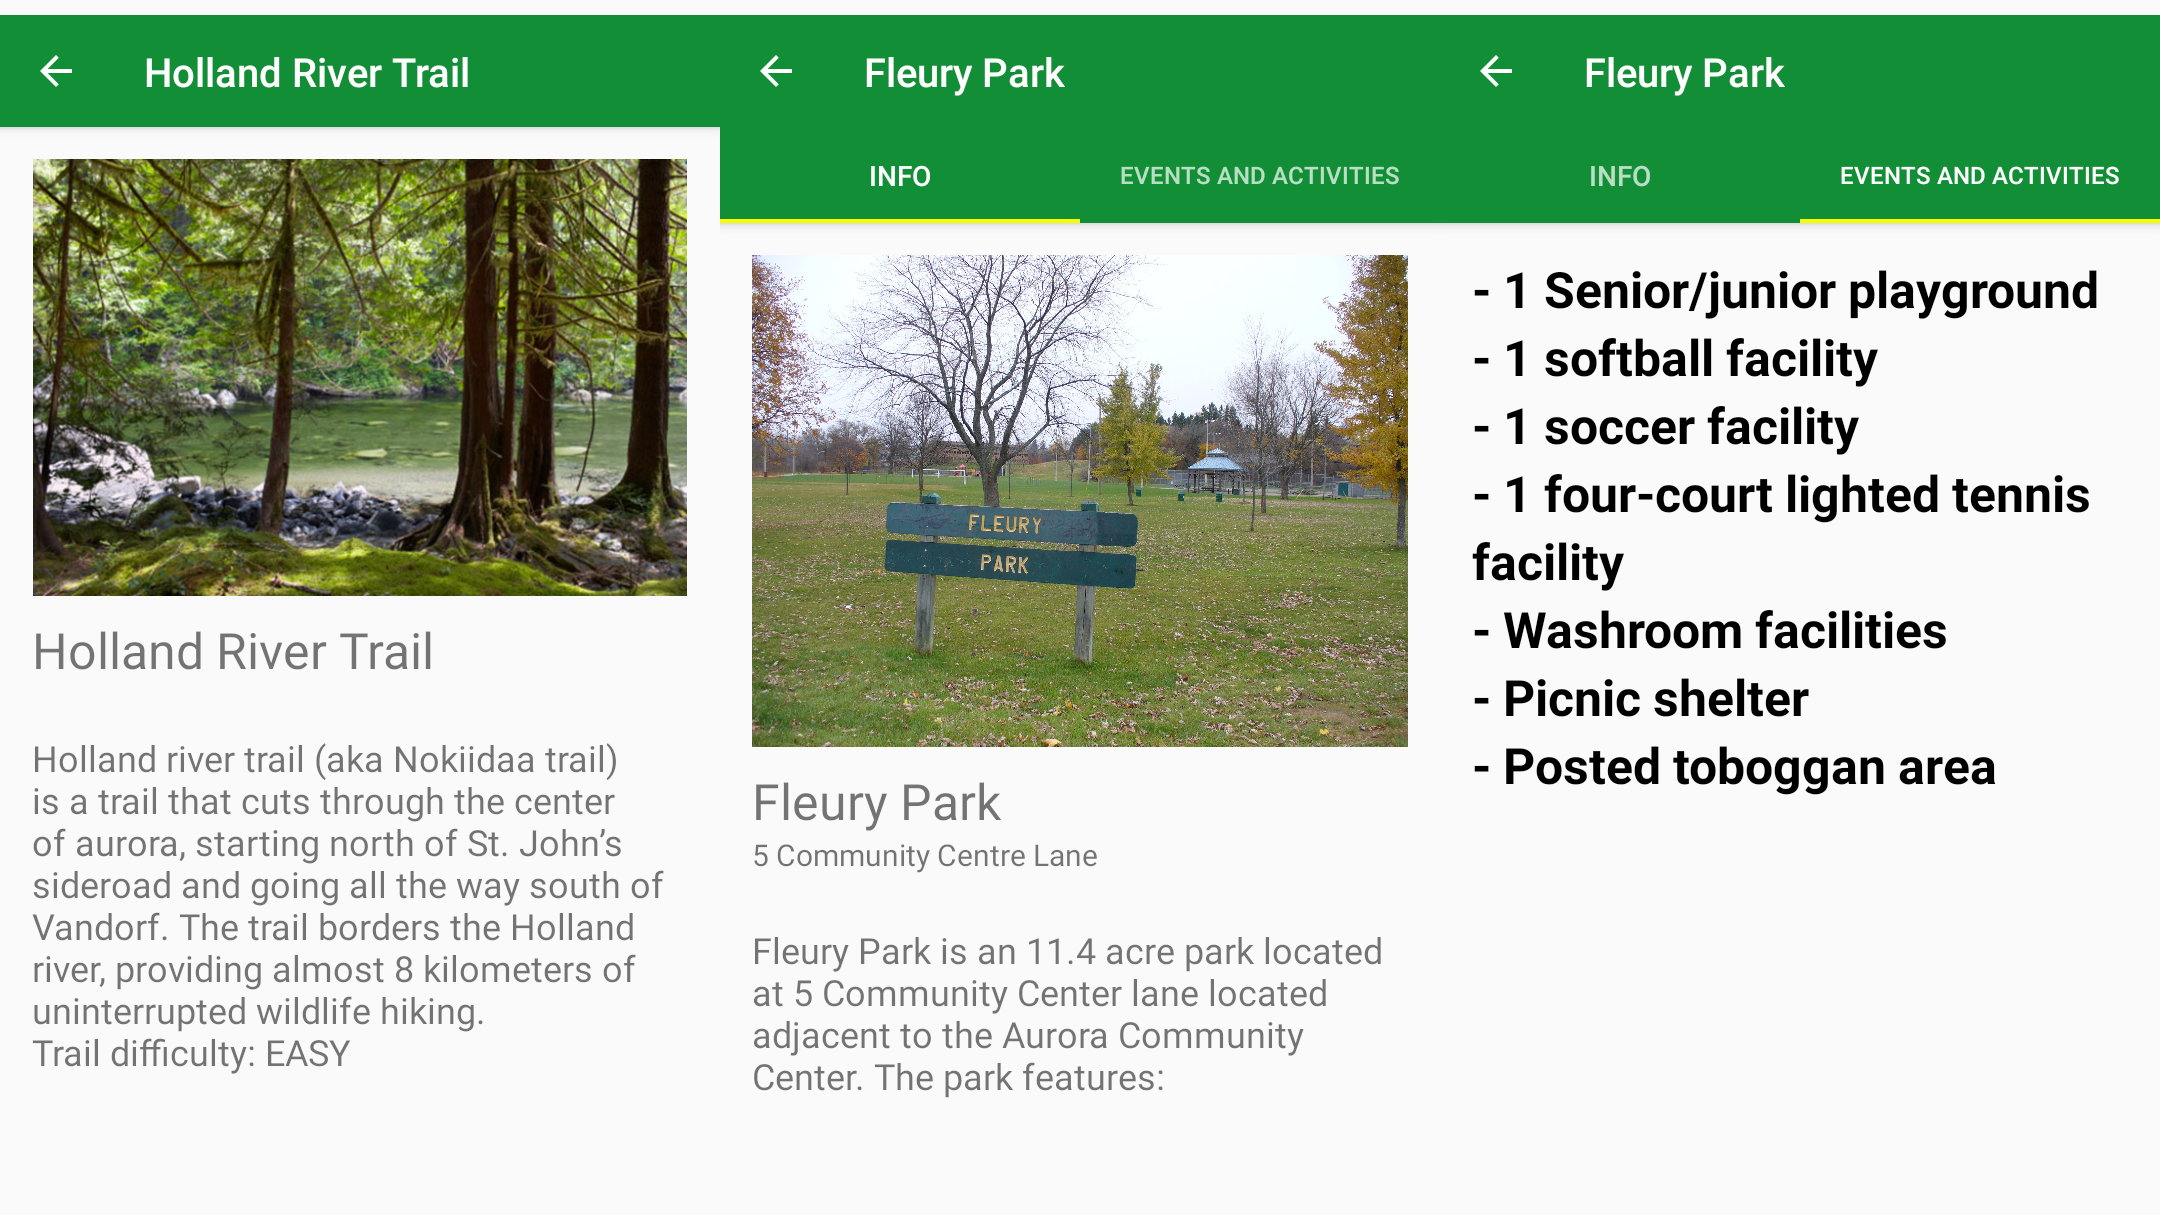 Holland River Trail
Holland River Trail
Holland river trail (aka Nokiidaa trail)
is a trail that cuts through the center
of aurora, starting north of St. John’s
sideroad and going all the way south of
Vandorf. The trail borders the Holland
river, providing almost 8 kilometers of
uninterrupted wildlife hiking.
Trail difficulty: EASY
Fleury Park
INFO
EVENTS AND ACTIVITIES
FLEURY
PARK
Fleury Park
5 Community Centre Lane
Fleury Park is an 11.4 acre park located
at 5 Community Center lane located
adjacent to the Aurora Community
Center. The park features:
Fleury Park
INFO
EVENTS AND ACTIVITIES
- 1 Senior/junior playground
- 1 softball facility
- 1 soccer facility
- 1 four-court lighted tennis
facility
- Washroom facilities
- Picnic shelter
- Posted toboggan area